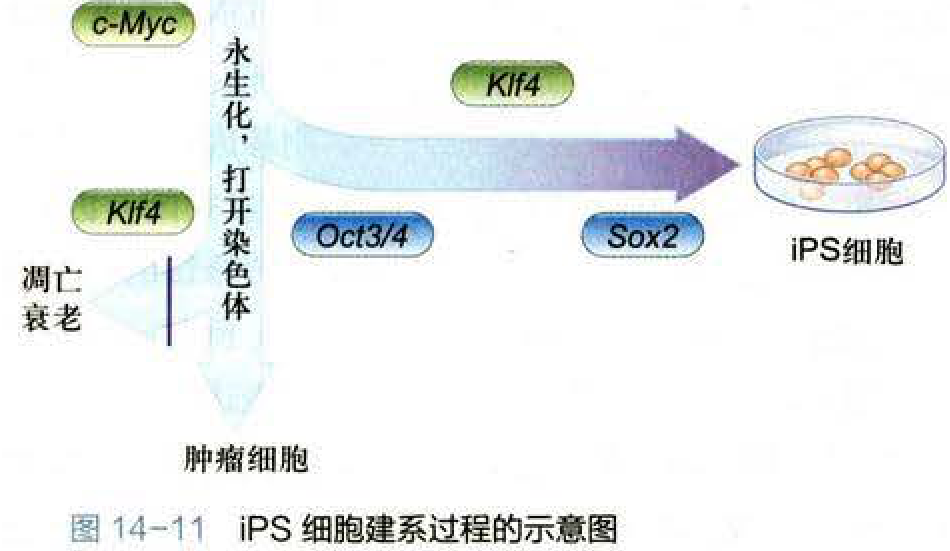 c-Myc
永生化，打开染色体
Klf4
Klf4
Oct3/4
Sox2
iPS细胞
凋亡
衰老
肿瘤细胞
图 14-11 iPS 细胞建系过程的示意图